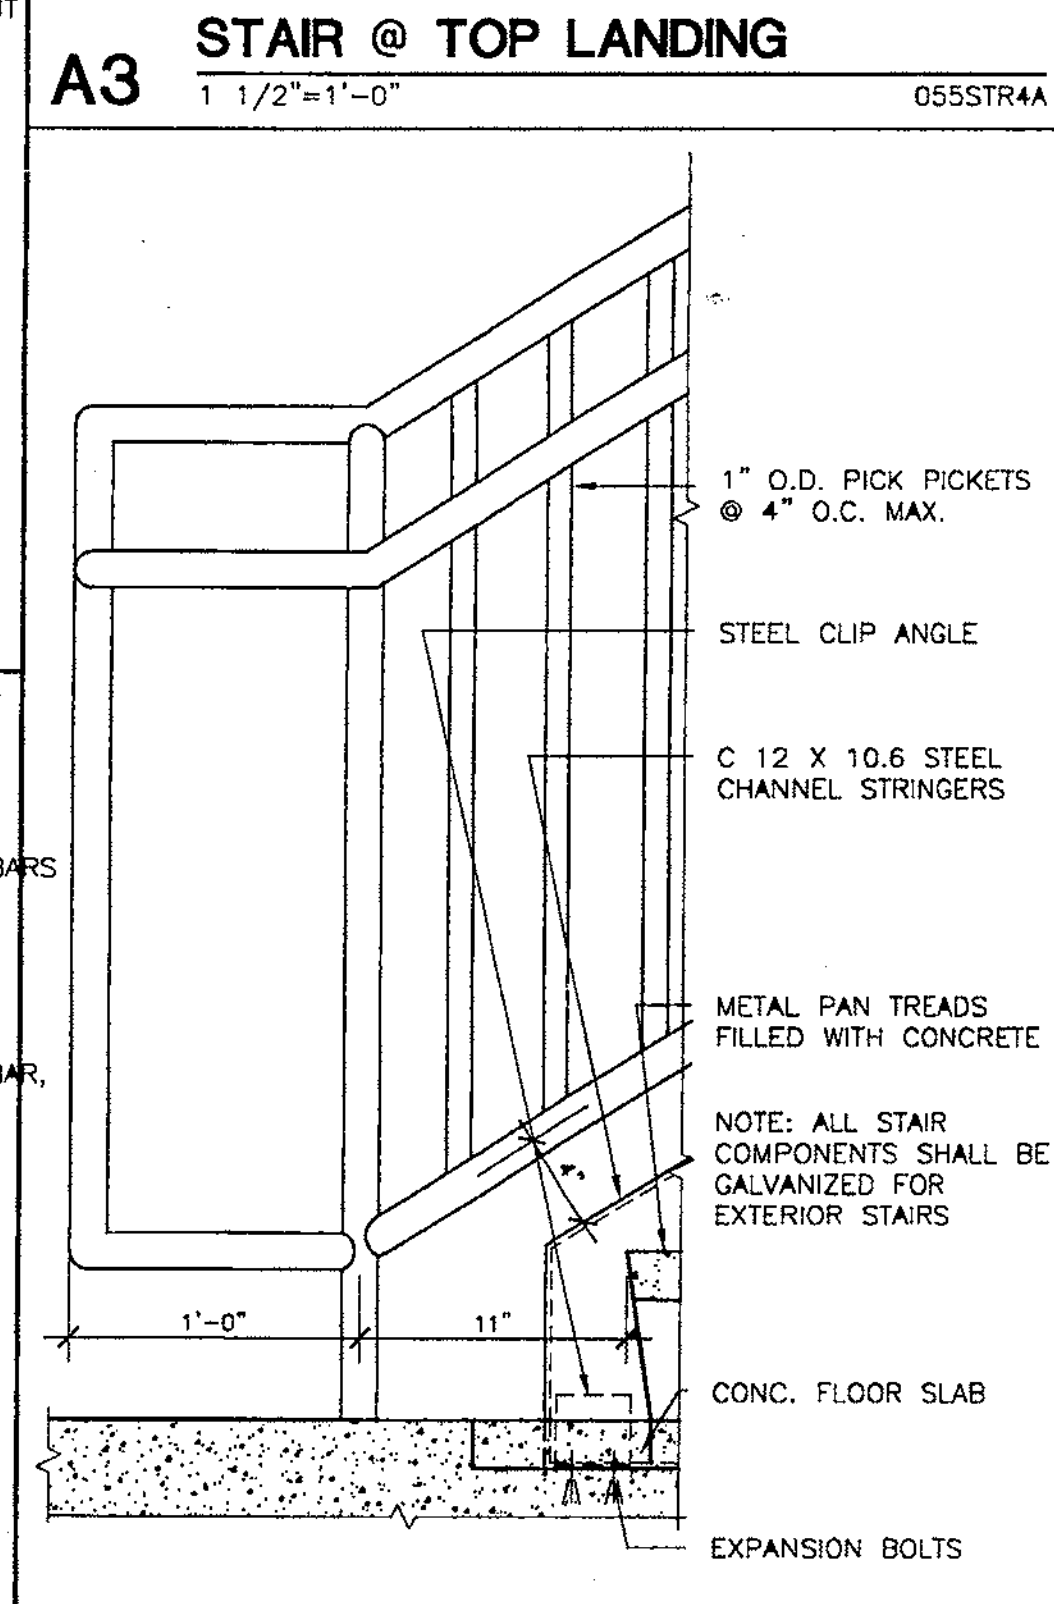 STAIR @ TOP LANDING
A3
1 1/2"=1'-0"
055STR4A
1" O.D. PICK PICKETS
@ 4" O.C. MAX.
STEEL CLIP ANGLE
C 12 X 10.6 STEEL
CHANNEL STRINGERS
BARS
METAL PAN TREADS
FILLED WITH CONCRETE
BAR,
NOTE: ALL STAIR
COMPONENTS SHALL BE
GALVANIZED FOR
EXTERIOR STAIRS
1'-0"
11"
CONC. FLOOR SLAB
EXPANSION BOLTS